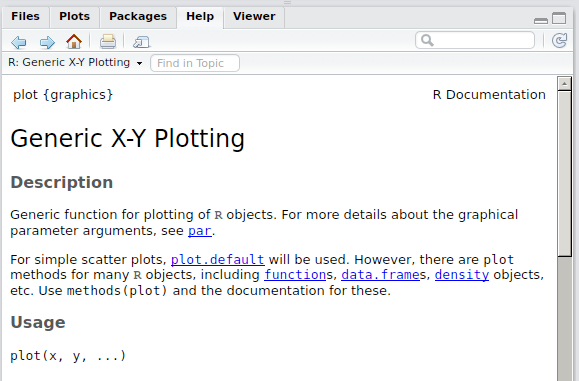 Files Plots Packages Help Viewer
R: Generic X-Y Plotting Find in Topic
plot {graphics} R Documentation
Generic X-Y Plotting
Description
Generic function for plotting of R objects. For more details about the graphical
parameter arguments, see par.
For simple scatter plots, plot.default will be used. However, there are plot
methods for many R objects, including functions, data.frames, density objects,
etc. Use methods(plot) and the documentation for these.
Usage
plot(x, y, ...)